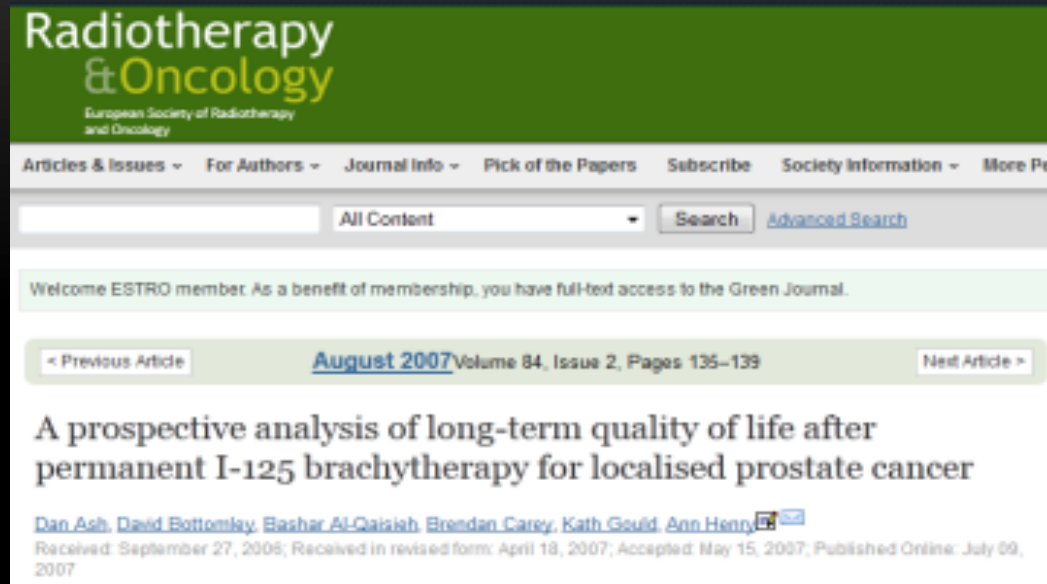 Radiotherapy
&Oncology
European Society of Radiotherapy
and Oncology
Articles & Issues For Authors Journal Info Pick of the Papers Subscribe Society Information More Pe
All Content Search Advanced Search
Welcome ESTRO member. As a benefit of membership, you have full-text access to the Green Journal.
< Previous Article August 2007 Volume 84, Issue 2, Pages 135–139 Next Article >
A prospective analysis of long-term quality of life after
permanent I-125 brachytherapy for localised prostate cancer
Dan Ash, David Bottomley, Bashar Al-Qaisieh, Brendan Carey, Kath Gould, Ann Henry
Received: September 27, 2006; Received in revised form: April 18, 2007; Accepted: May 15, 2007; Published Online: July 09,
2007